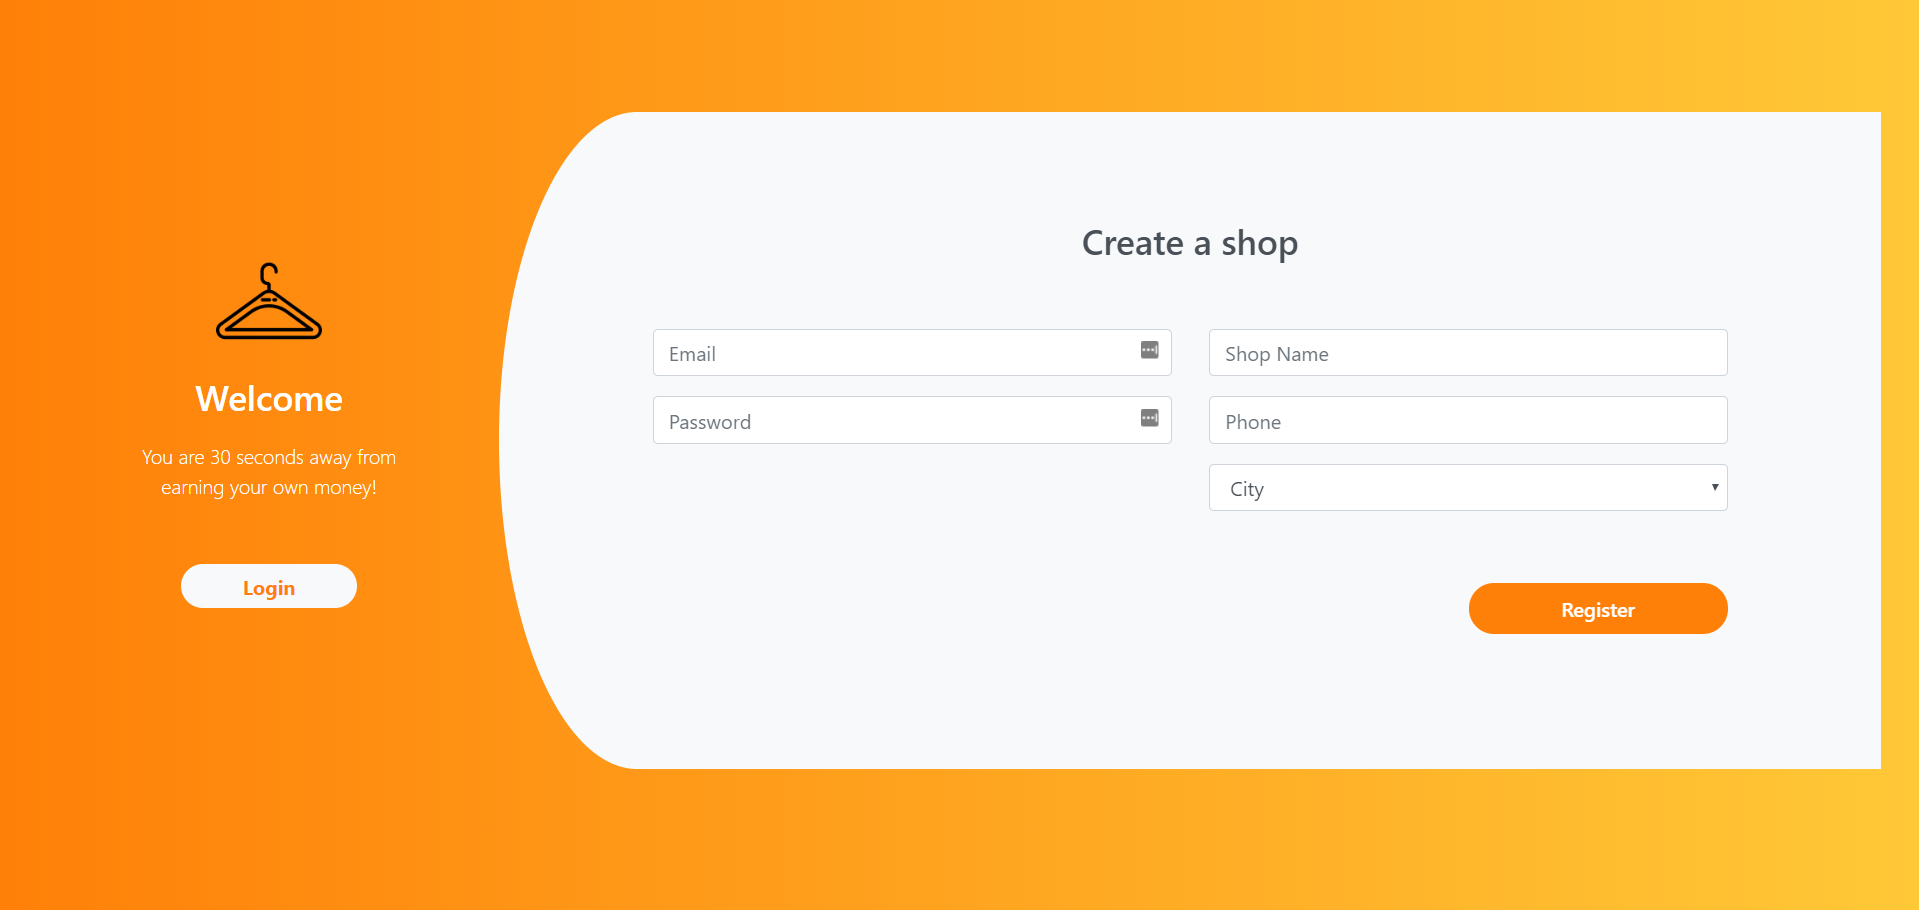 Welcome
You are 30 seconds away from
earning your own money!
Login
Create a shop
Email
Shop Name
Password
Phone
City
Register